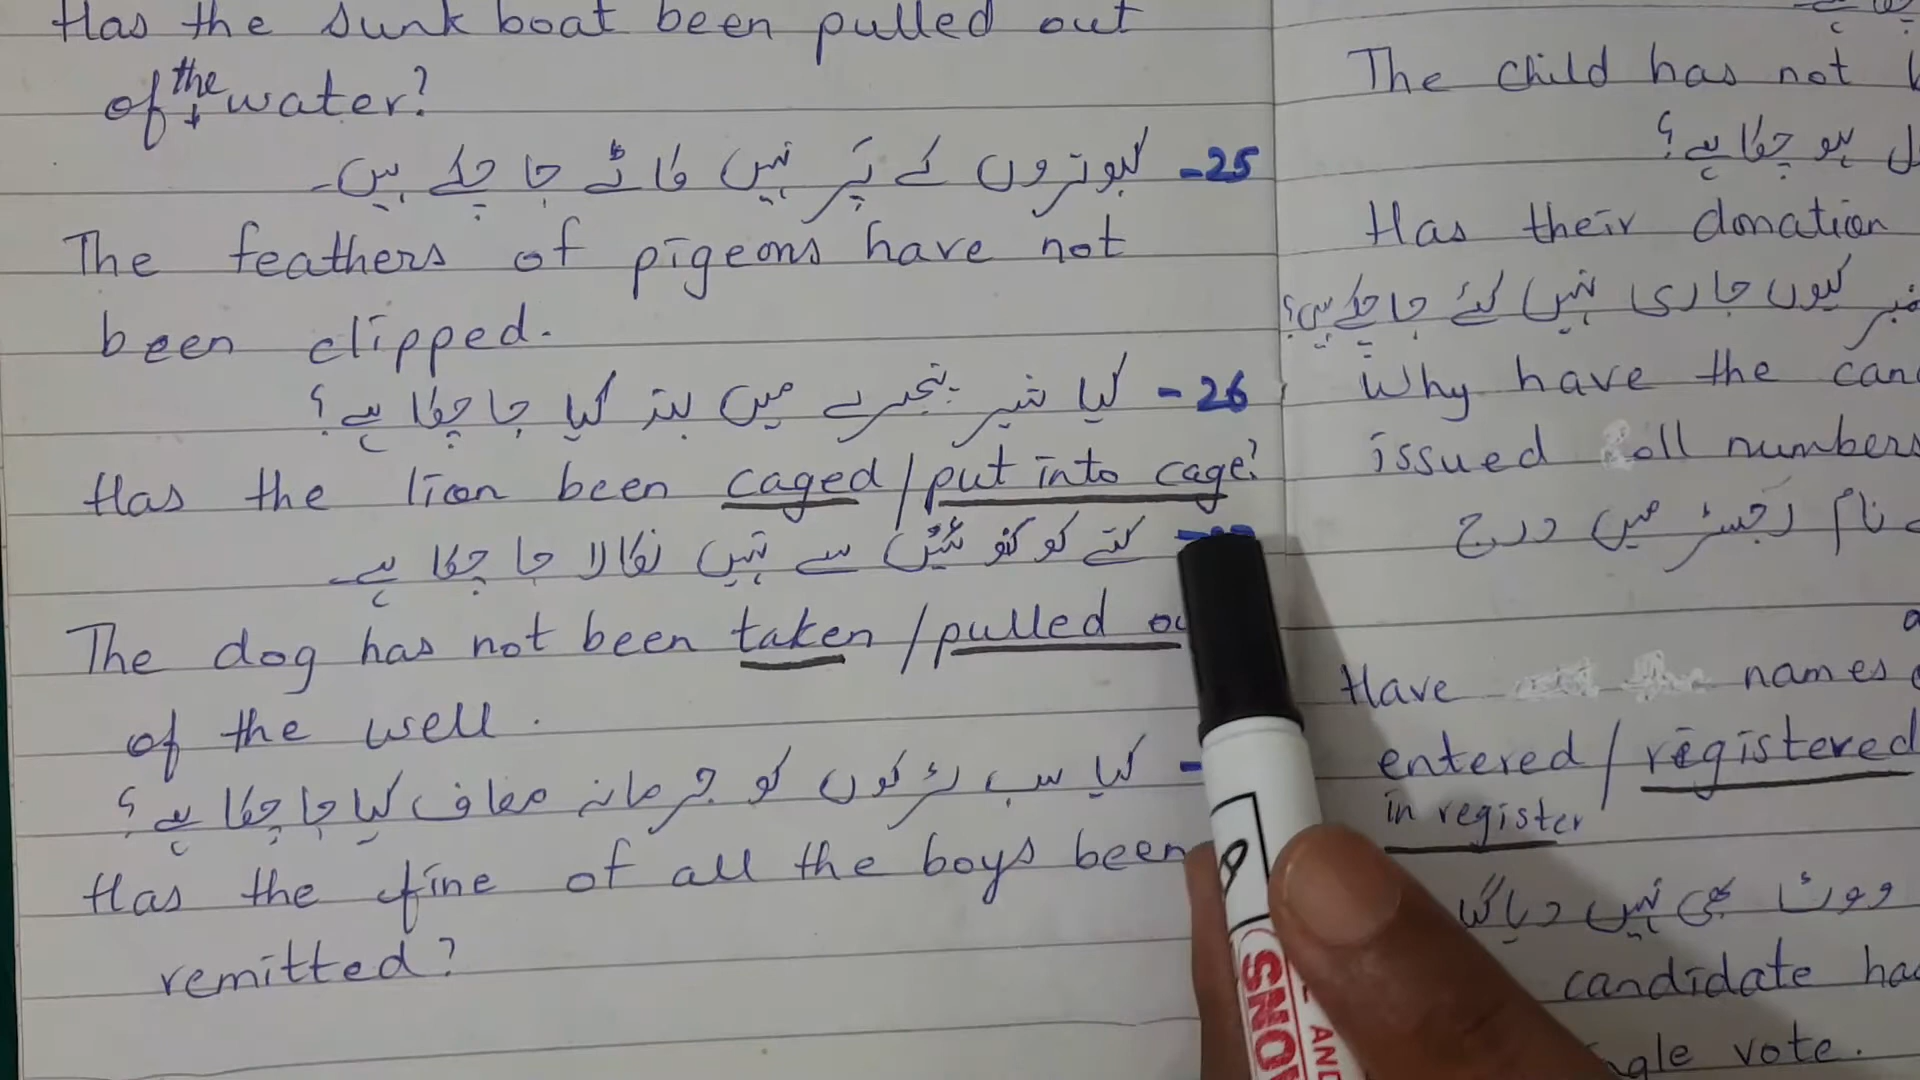 Has the sunk boat been pulled out
of the water?
25- کبوتروں کے پَر نہیں کاٹے جا چکے ہیں۔
The feathers of pigeons have not
been clipped.
26- کیا شیر پنجرے میں بند کیا جا چکا ہے؟
Has the lion been caged / put into cage?
کتے کو کنوئیں سے نہیں نکالا جا چکا ہے۔
The dog has not been taken / pulled
of the well.
کیا سب لڑکوں کو جرمانہ معاف کیا جا چکا ہے؟
Has the fine of all the boys been
remitted?
The child has not
ہو چکا ہے؟
Has their donation
کیوں جاری نہیں کئے جا چکے ہیں؟
Why have the
issued roll numbers
نام رجسٹر میں درج
Have names
entered / registered
in register
ووٹ بھی نہیں دیا گیا
candidate
vote.
SNOW